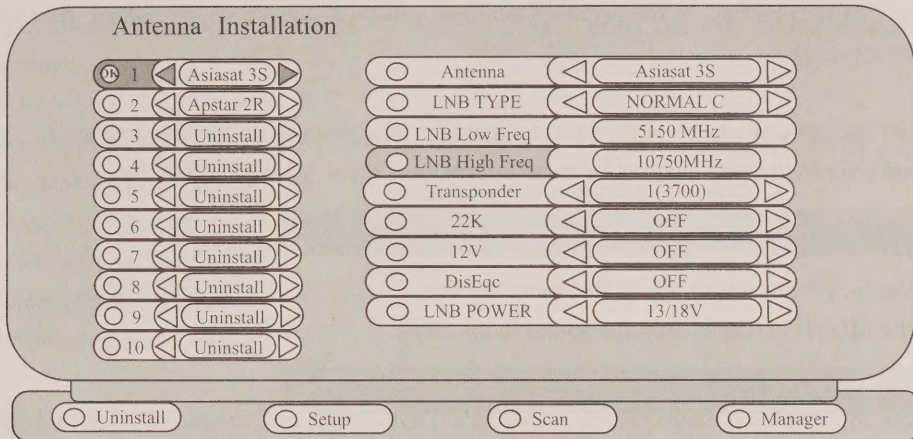 Antenna Installation
OK 1 Asiasat 3S
2 Apstar 2R
3 Uninstall
4 Uninstall
5 Uninstall
6 Uninstall
7 Uninstall
8 Uninstall
9 Uninstall
10 Uninstall
Antenna Asiasat 3S
LNB TYPE NORMAL C
LNB Low Freq 5150 MHz
LNB High Freq 10750MHz
Transponder 1(3700)
22K OFF
12V OFF
DisEqc OFF
LNB POWER 13/18V
Uninstall Setup Scan Manager